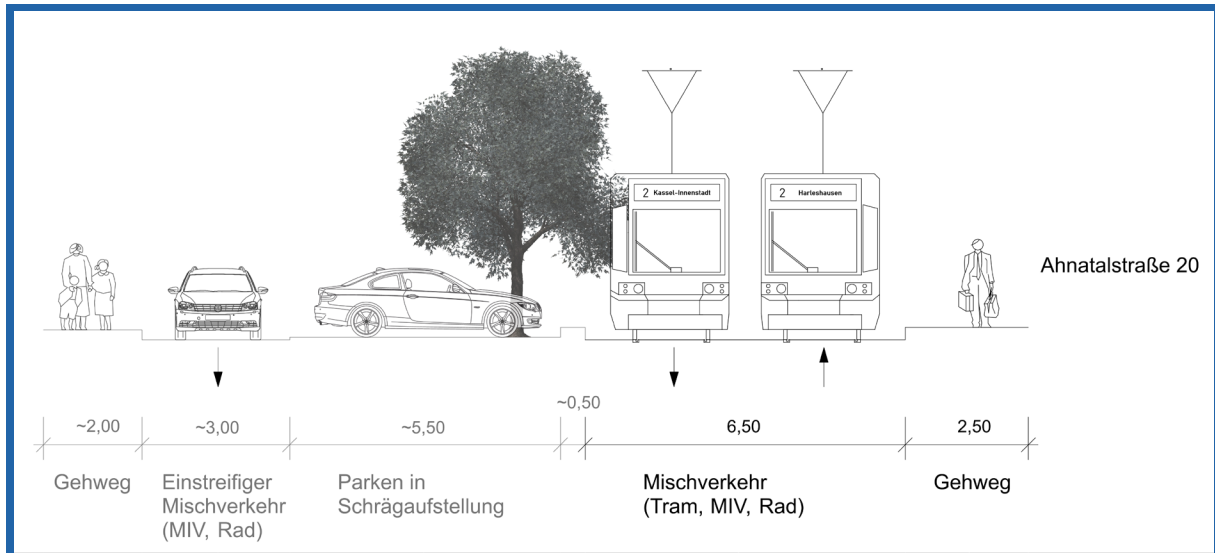 2 Kassel-Innenstadt
2 Harleshausen
Ahnatalstraße 20
~2,00
~3,00
~5,50
~0,50
6,50
2,50
Gehweg
Einstreifiger
Mischverkehr
(MIV, Rad)
Parken in
Schrägaufstellung
Mischverkehr
(Tram, MIV, Rad)
Gehweg